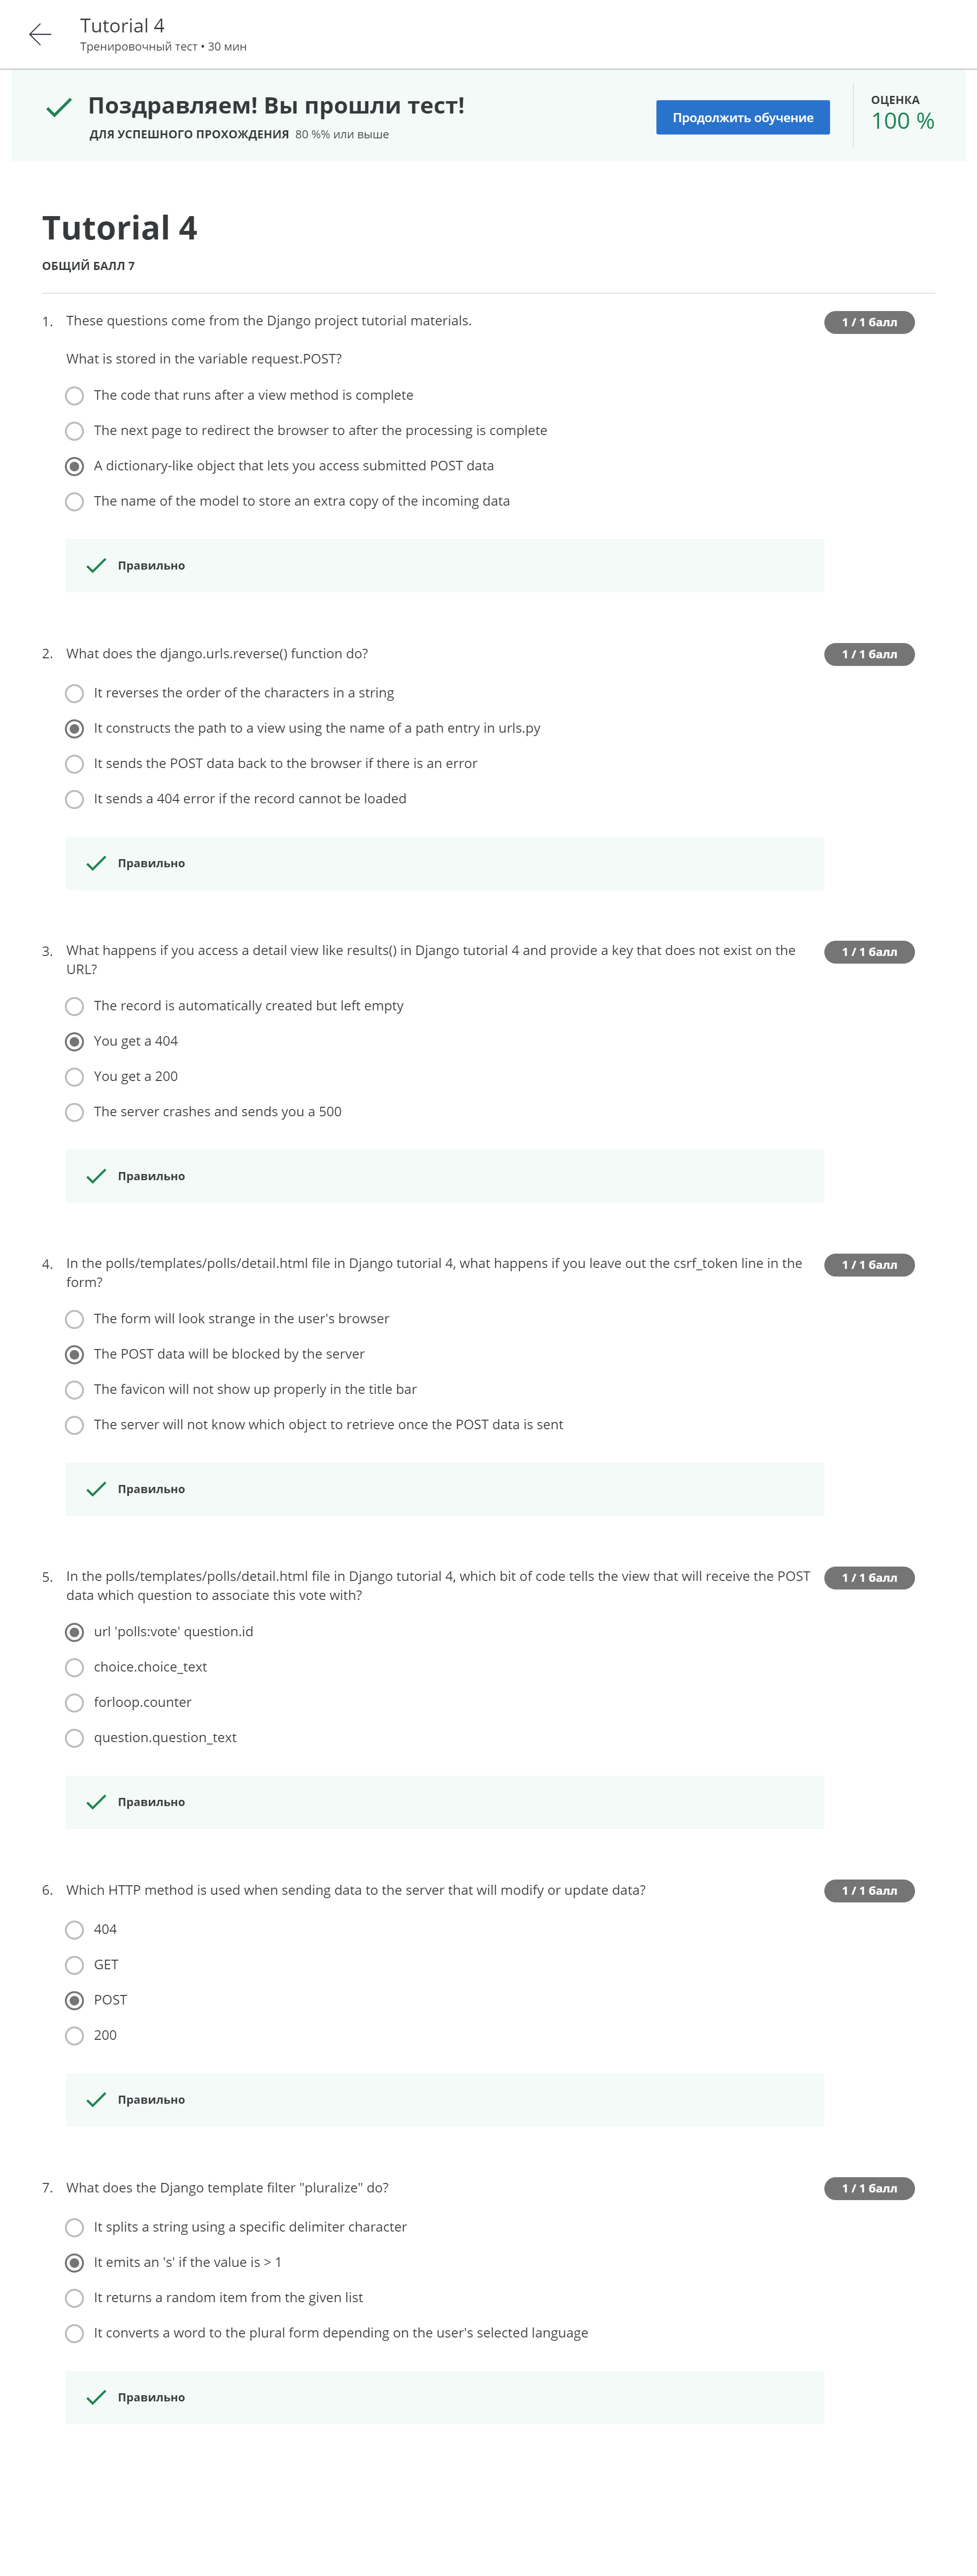 Tutorial 4
Тренировочный тест • 30 мин
Поздравляем! Вы прошли тест!
ДЛЯ УСПЕШНОГО ПРОХОЖДЕНИЯ 80 %% или выше
Продолжить обучение
ОЦЕНКА
100 %
Tutorial 4
ОБЩИЙ БАЛЛ 7
1. These questions come from the Django project tutorial materials.
1 / 1 балл
What is stored in the variable request.POST?
The code that runs after a view method is complete
The next page to redirect the browser to after the processing is complete
A dictionary-like object that lets you access submitted POST data
The name of the model to store an extra copy of the incoming data
Правильно
2. What does the django.urls.reverse() function do?
1 / 1 балл
It reverses the order of the characters in a string
It constructs the path to a view using the name of a path entry in urls.py
It sends the POST data back to the browser if there is an error
It sends a 404 error if the record cannot be loaded
Правильно
3. What happens if you access a detail view like results() in Django tutorial 4 and provide a key that does not exist on the
URL?
1 / 1 балл
The record is automatically created but left empty
You get a 404
You get a 200
The server crashes and sends you a 500
Правильно
4. In the polls/templates/polls/detail.html file in Django tutorial 4, what happens if you leave out the csrf_token line in the
form?
1 / 1 балл
The form will look strange in the user's browser
The POST data will be blocked by the server
The favicon will not show up properly in the title bar
The server will not know which object to retrieve once the POST data is sent
Правильно
5. In the polls/templates/polls/detail.html file in Django tutorial 4, which bit of code tells the view that will receive the POST
data which question to associate this vote with?
1 / 1 балл
url 'polls:vote' question.id
choice.choice_text
forloop.counter
question.question_text
Правильно
6. Which HTTP method is used when sending data to the server that will modify or update data?
1 / 1 балл
404
GET
POST
200
Правильно
7. What does the Django template filter "pluralize" do?
1 / 1 балл
It splits a string using a specific delimiter character
It emits an 's' if the value is > 1
It returns a random item from the given list
It converts a word to the plural form depending on the user's selected language
Правильно